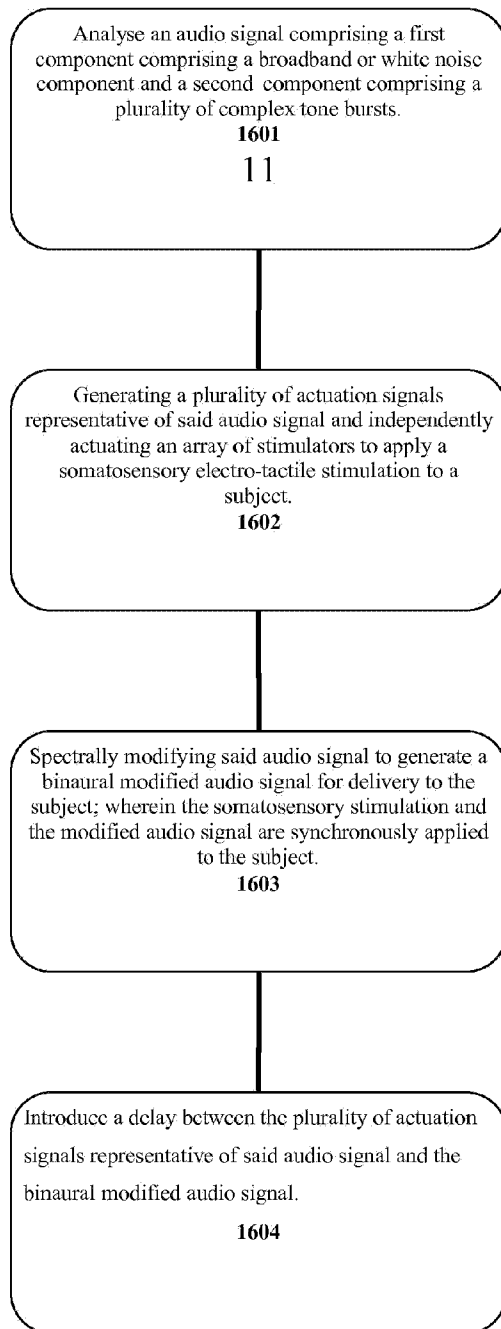 Analyse an audio signal comprising a first
component comprising a broadband or white noise
component and a second component comprising a
plurality of complex tone bursts.
1601
11
Generating a plurality of actuation signals
representative of said audio signal and independently
actuating an array of stimulators to apply a
somatosensory electro-tactile stimulation to a
subject.
1602
Spectrally modifying said audio signal to generate a
binaural modified audio signal for delivery to the
subject; wherein the somatosensory stimulation and
the modified audio signal are synchronously applied
to the subject.
1603
Introduce a delay between the plurality of actuation
signals representative of said audio signal and the
binaural modified audio signal.
1604